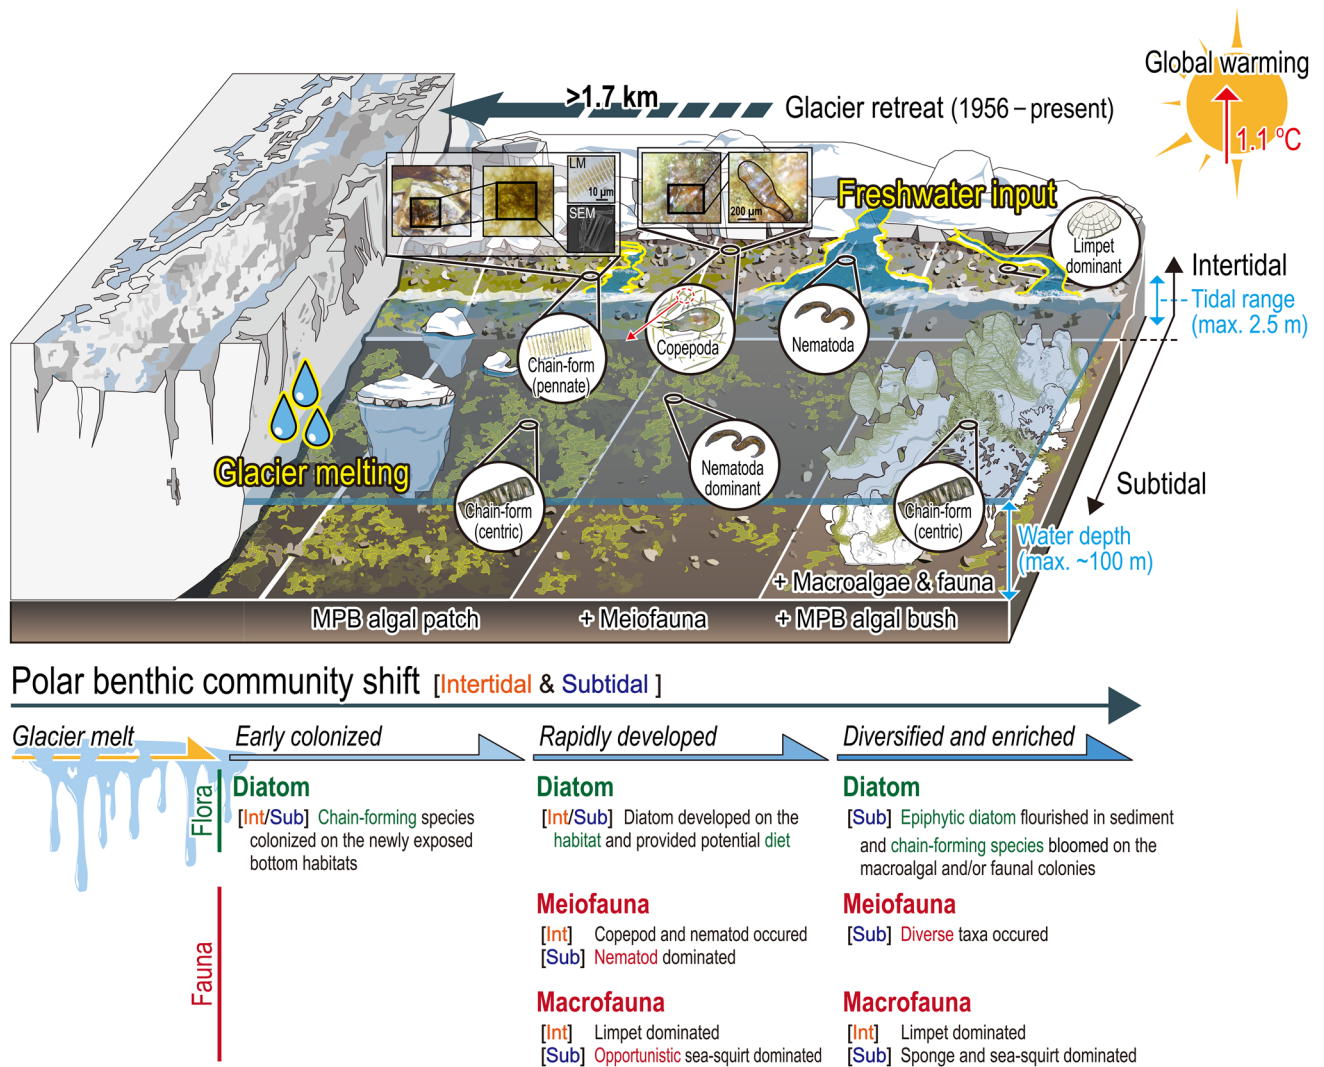 Global warming
1.1 ºC
>1.7 km
Glacier retreat (1956 – present)
LM
10 µm
SEM
200 µm
Freshwater input
Limpet
dominant
Intertidal
Tidal range
(max. 2.5 m)
Chain-form
(pennate)
Copepoda
Nematoda
Glacier melting
Nematoda
dominant
Chain-form
(centric)
Chain-form
(centric)
Subtidal
Water depth
(max. ~100 m)
+ Macroalgae & fauna
MPB algal patch
+ Meiofauna
+ MPB algal bush
Polar benthic community shift [Intertidal & Subtidal ]
Glacier melt
Early colonized
Rapidly developed
Diversified and enriched
Flora
Diatom
[Int/Sub] Chain-forming species
colonized on the newly exposed
bottom habitats
Diatom
[Int/Sub] Diatom developed on the
habitat and provided potential diet
Diatom
[Sub] Epiphytic diatom flourished in sediment
and chain-forming species bloomed on the
macroalgal and/or faunal colonies
Fauna
Meiofauna
[Int] Copepod and nematod occured
[Sub] Nematod dominated
Meiofauna
[Sub] Diverse taxa occured
Macrofauna
[Int] Limpet dominated
[Sub] Opportunistic sea-squirt dominated
Macrofauna
[Int] Limpet dominated
[Sub] Sponge and sea-squirt dominated